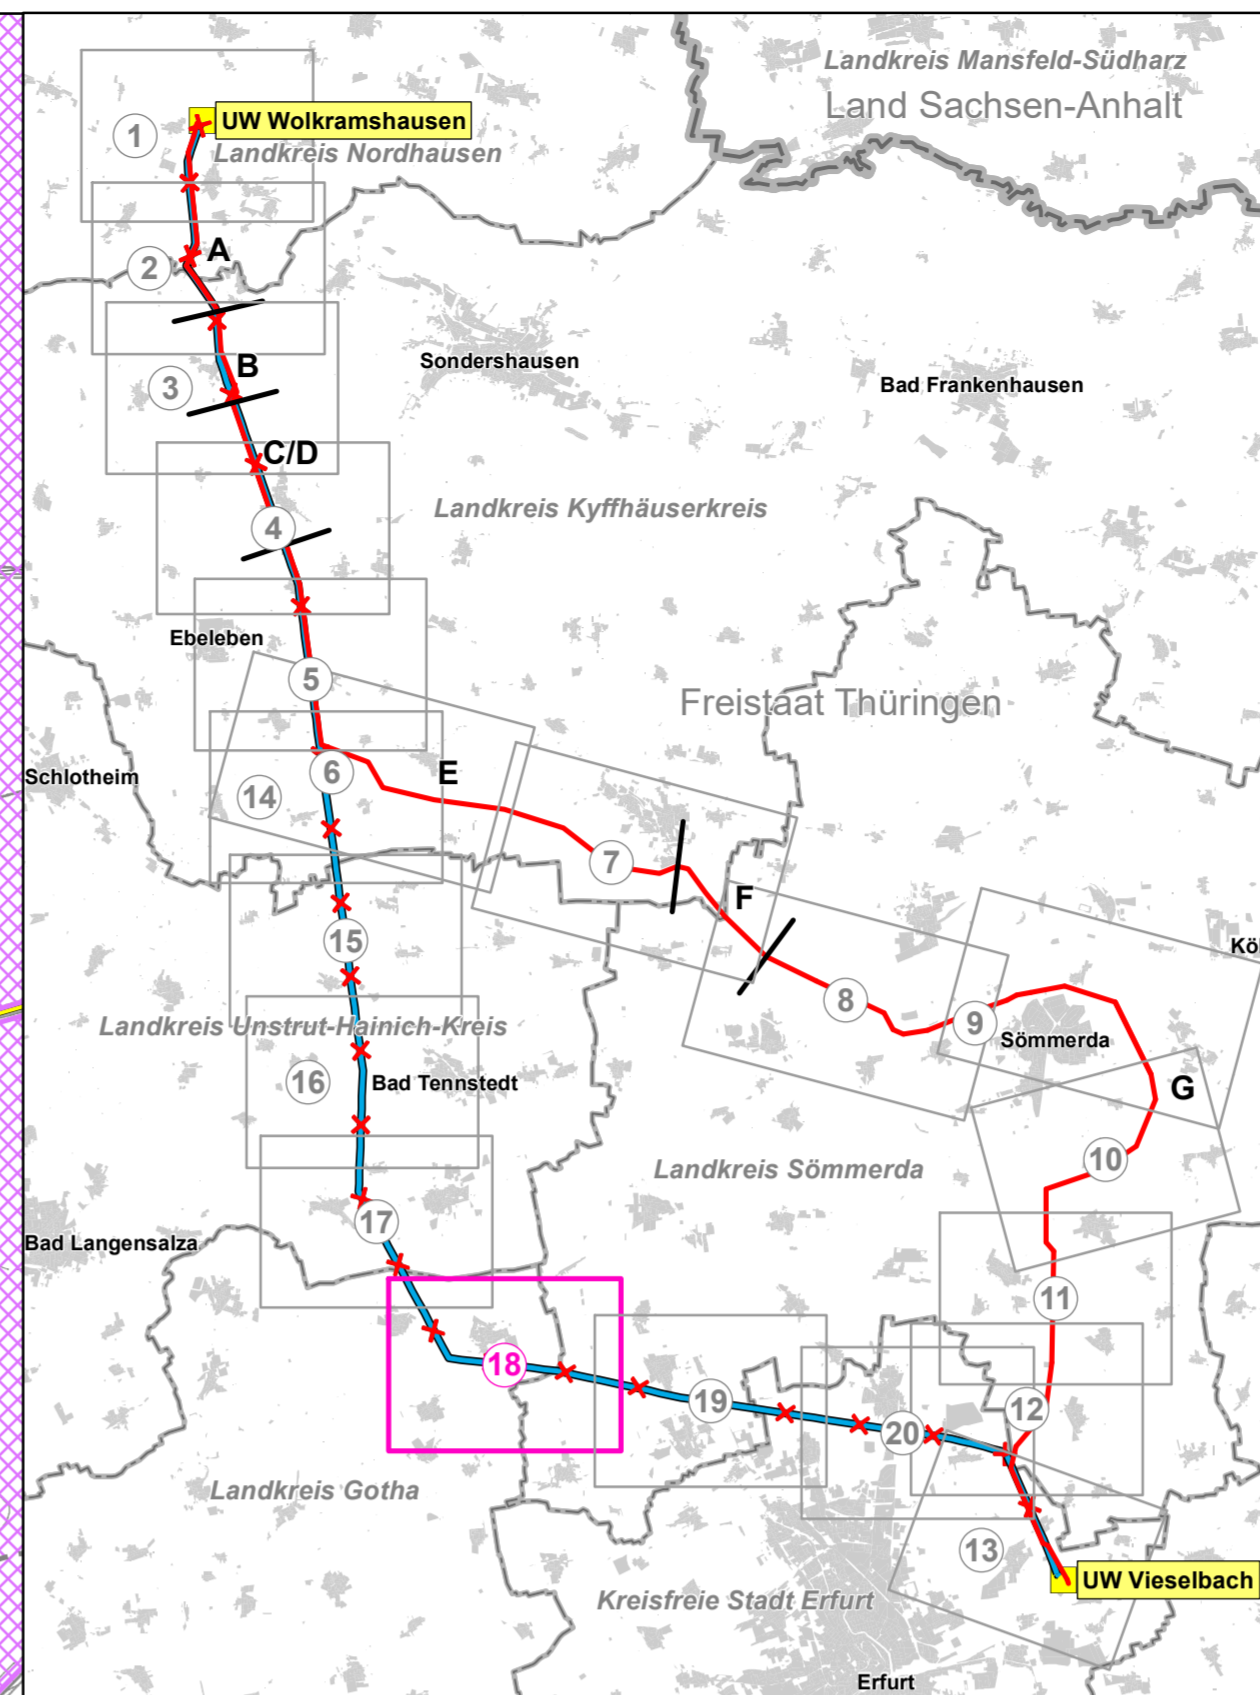 Landkreis Mansfeld-Südharz
Land Sachsen-Anhalt
UW Wolkramshausen
1
Landkreis Nordhausen
A
2
Sondershausen
B
3
Bad Frankenhausen
C/D
Landkreis Kyffhäuserkreis
4
Ebeleben
5
Freistaat Thüringen
Schlotheim
6
E
14
7
F
15
Kö
8
9
Landkreis Unstrut-Hainich-Kreis
Sömmerda
16
Bad Tennstedt
G
10
Landkreis Sömmerda
17
Bad Langensalza
11
18
19
12
20
Landkreis Gotha
13
UW Vieselbach
Kreisfreie Stadt Erfurt
Erfurt